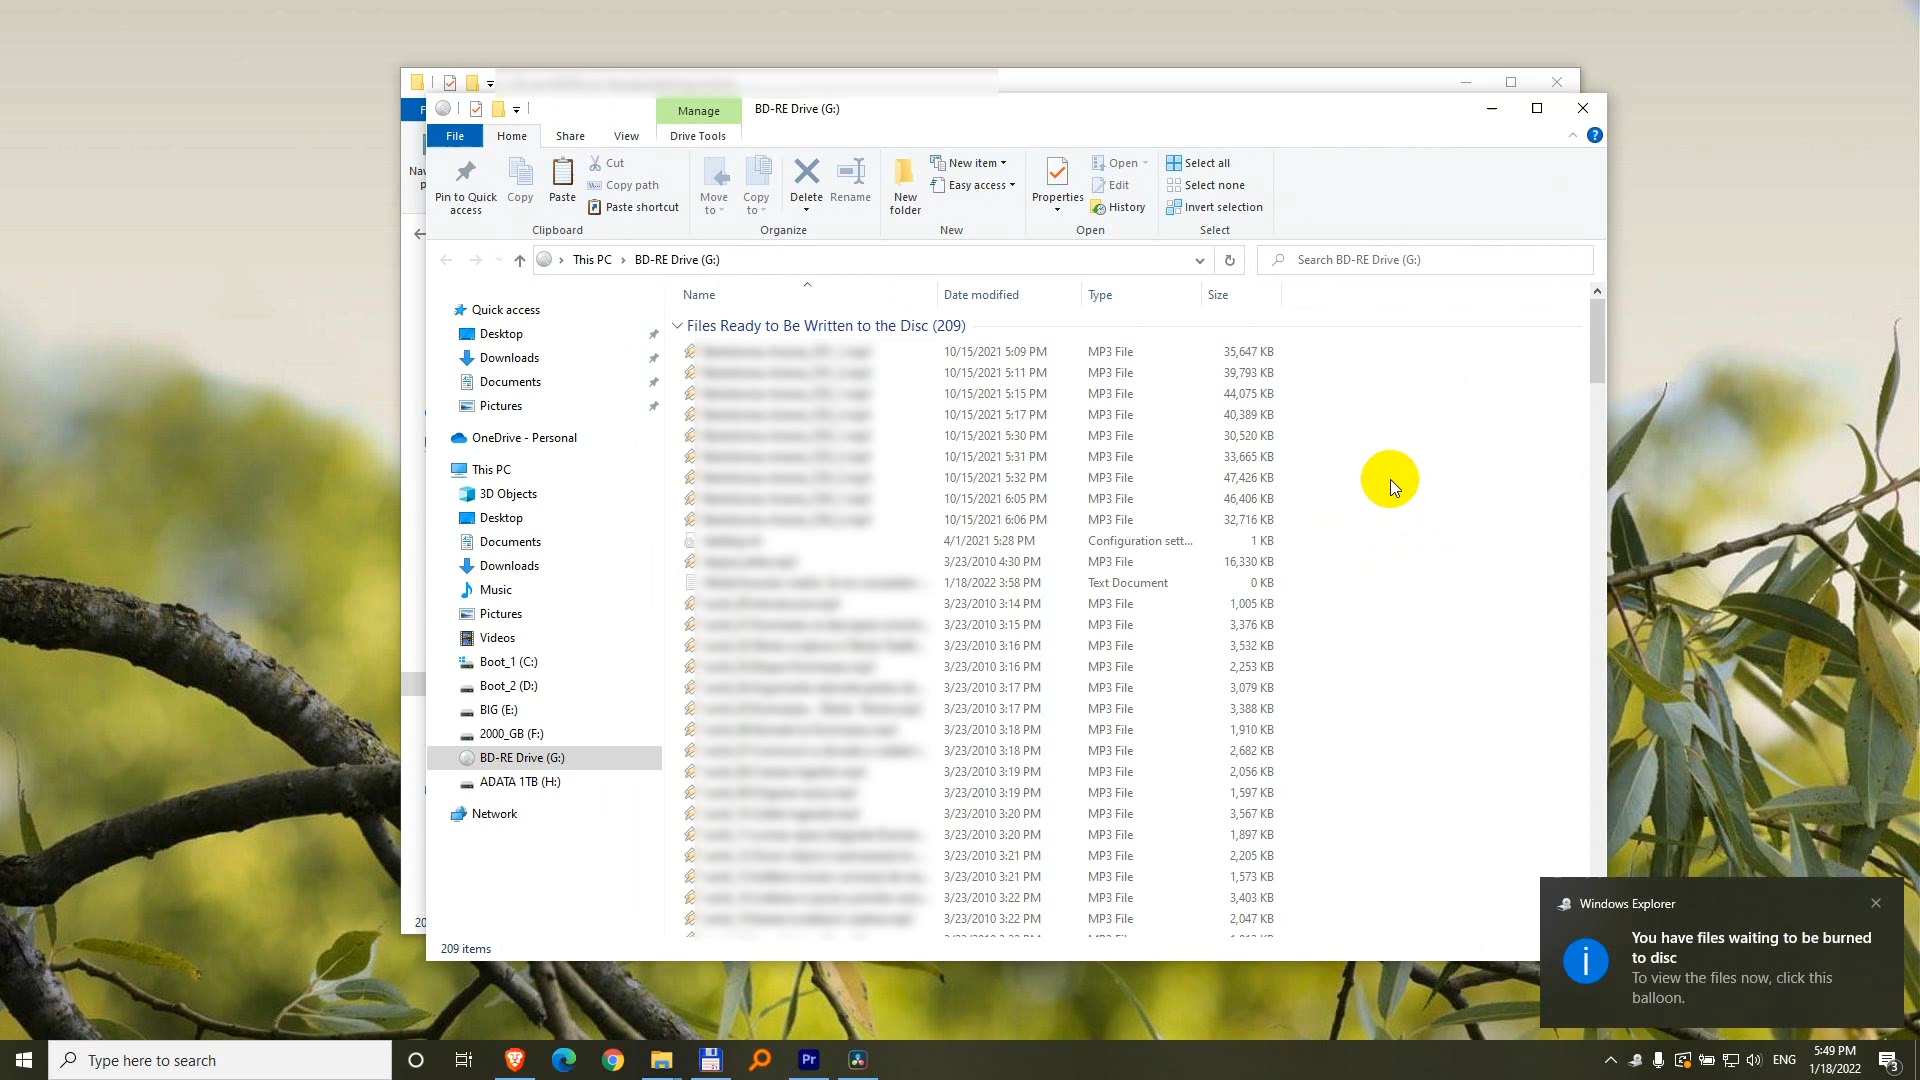 Manage
BD-RE Drive (G:)
File
Home
Share
View
Drive Tools
Pin to Quick access
Copy
Paste
Cut
Copy path
Paste shortcut
Move to
Copy to
Delete
Rename
New folder
New item
Easy access
Properties
Open
Edit
History
Select all
Select none
Invert selection
Clipboard
Organize
New
Open
Select
This PC › BD-RE Drive (G:)
Search BD-RE Drive (G:)
Name Date modified Type Size
Quick access
Desktop
Downloads
Documents
Pictures
OneDrive - Personal
This PC
3D Objects
Desktop
Documents
Downloads
Music
Pictures
Videos
Boot_1 (C:)
Boot_2 (D:)
BIG (E:)
2000_GB (F:)
BD-RE Drive (G:)
ADATA 1TB (H:)
Network
Files Ready to Be Written to the Disc (209)
10/15/2021 5:09 PM MP3 File 35,647 KB
10/15/2021 5:11 PM MP3 File 39,793 KB
10/15/2021 5:15 PM MP3 File 44,075 KB
10/15/2021 5:17 PM MP3 File 40,389 KB
10/15/2021 5:30 PM MP3 File 30,520 KB
10/15/2021 5:31 PM MP3 File 33,665 KB
10/15/2021 5:32 PM MP3 File 47,426 KB
10/15/2021 6:05 PM MP3 File 46,406 KB
10/15/2021 6:06 PM MP3 File 32,716 KB
4/1/2021 5:28 PM Configuration sett... 1 KB
3/23/2010 4:30 PM MP3 File 16,330 KB
1/18/2022 3:58 PM Text Document 0 KB
3/23/2010 3:14 PM MP3 File 1,005 KB
3/23/2010 3:15 PM MP3 File 3,376 KB
3/23/2010 3:16 PM MP3 File 3,532 KB
3/23/2010 3:16 PM MP3 File 2,253 KB
3/23/2010 3:17 PM MP3 File 3,079 KB
3/23/2010 3:17 PM MP3 File 3,388 KB
3/23/2010 3:18 PM MP3 File 1,910 KB
3/23/2010 3:18 PM MP3 File 2,682 KB
3/23/2010 3:19 PM MP3 File 2,056 KB
3/23/2010 3:19 PM MP3 File 1,597 KB
3/23/2010 3:20 PM MP3 File 3,567 KB
3/23/2010 3:20 PM MP3 File 1,897 KB
3/23/2010 3:21 PM MP3 File 2,205 KB
3/23/2010 3:21 PM MP3 File 1,573 KB
3/23/2010 3:22 PM MP3 File 3,403 KB
3/23/2010 3:22 PM MP3 File 2,047 KB
209 items
Windows Explorer
You have files waiting to be burned
to disc
To view the files now, click this
balloon.
Type here to search
Pr
ENG
5:49 PM
1/18/2022
3